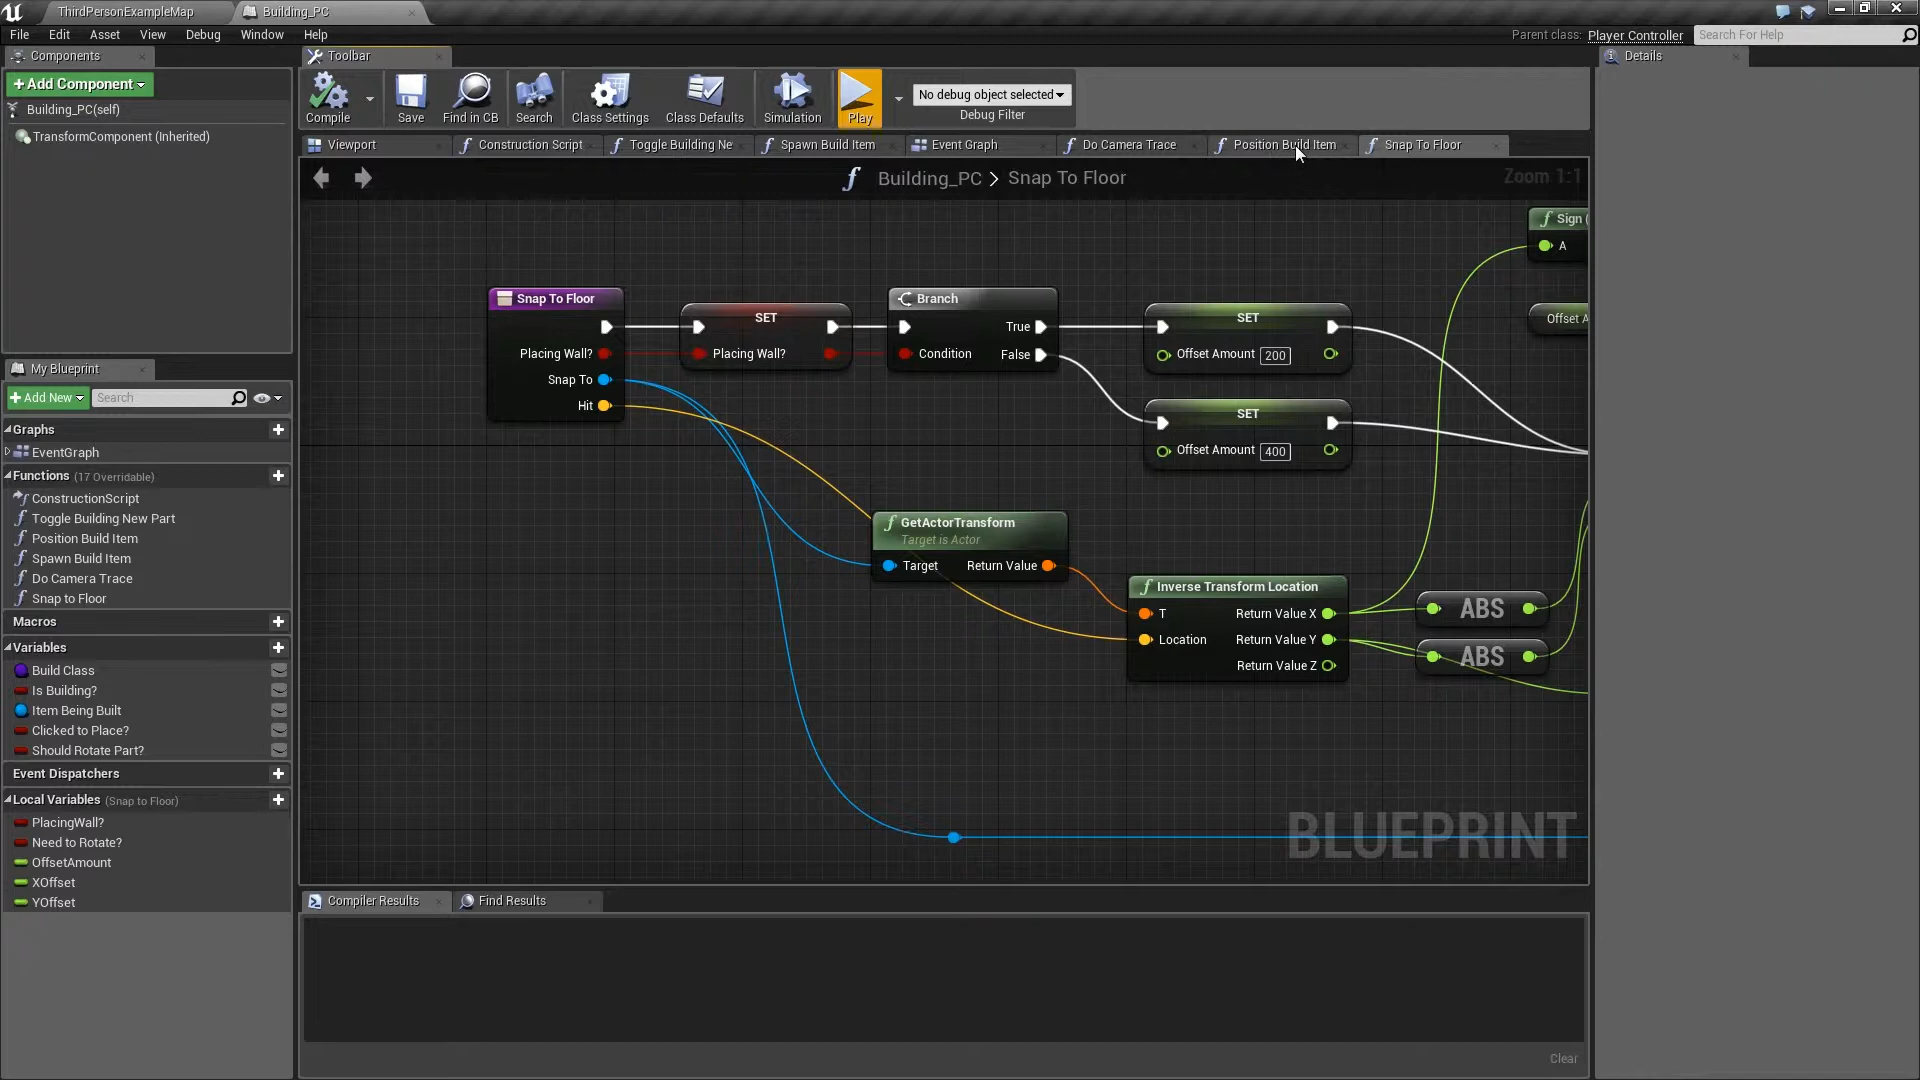 ThirdPersonExampleMap
Building_PC
File Edit Asset View Debug Window Help
Parent class: Player Controller
Search For Help
Components
Toolbar
Details
+Add Component
Building_PC(self)
TransformComponent (Inherited)
Compile
Save
Find in CB
Search
Class Settings
Class Defaults
Simulation
Play
No debug object selected
Debug Filter
Viewport
Construction Script
Toggle Building Ne
Spawn Build Item
Event Graph
Do Camera Trace
Position Build Item
Snap To Floor
Building_PC > Snap To Floor
Zoom 1:1
Snap To Floor
Placing Wall?
Snap To
Hit
SET
Placing Wall?
Branch
True
Condition
False
SET
Offset Amount 200
SET
Offset Amount 400
Sign (
A
Offset A
GetActorTransform
Target is Actor
Target
Return Value
Inverse Transform Location
T
Return Value X
Location
Return Value Y
Return Value Z
ABS
ABS
BLUEPRINT
My Blueprint
+Add New
Search
Graphs
EventGraph
Functions (17 Overridable)
ConstructionScript
Toggle Building New Part
Position Build Item
Spawn Build Item
Do Camera Trace
Snap to Floor
Macros
Variables
Build Class
Is Building?
Item Being Built
Clicked to Place?
Should Rotate Part?
Event Dispatchers
Local Variables (Snap to Floor)
PlacingWall?
Need to Rotate?
OffsetAmount
XOffset
YOffset
Compiler Results
Find Results
Clear